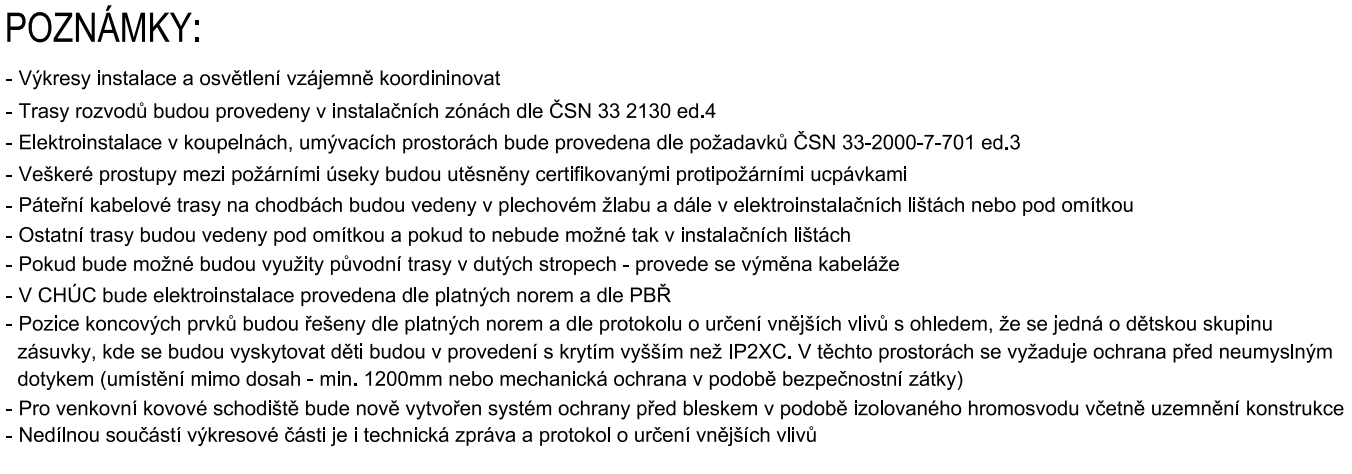 POZNÁMKY:
- Výkresy instalace a osvětlení vzájemně koordininovat
- Trasy rozvodů budou provedeny v instalačních zónách dle ČSN 33 2130 ed.4
- Elektroinstalace v koupelnách, umývacích prostorách bude provedena dle požadavků ČSN 33-2000-7-701 ed.3
- Veškeré prostupy mezi požárními úseky budou utěsněny certifikovanými protipožárními ucpávkami
- Páteřní kabelové trasy na chodbách budou vedeny v plechovém žlabu a dále v elektroinstalačních lištách nebo pod omítkou
- Ostatní trasy budou vedeny pod omítkou a pokud to nebude možné tak v instalačních lištách
- Pokud bude možné budou využity původní trasy v dutých stropech - provede se výměna kabeláže
- V CHÚC bude elektroinstalace provedena dle platných norem a dle PBŘ
- Pozice koncových prvků budou řešeny dle platných norem a dle protokolu o určení vnějších vlivů s ohledem, že se jedná o dětskou skupinu
zásuvky, kde se budou vyskytovat děti budou v provedení s krytím vyšším než IP2XC. V těchto prostorách se vyžaduje ochrana před neumyslným
dotykem (umístění mimo dosah - min. 1200mm nebo mechanická ochrana v podobě bezpečnostní zátky)
- Pro venkovní kovové schodiště bude nově vytvořen systém ochrany před bleskem v podobě izolovaného hromosvodu včetně uzemnění konstrukce
- Nedílnou součástí výkresové části je i technická zpráva a protokol o určení vnějších vlivů